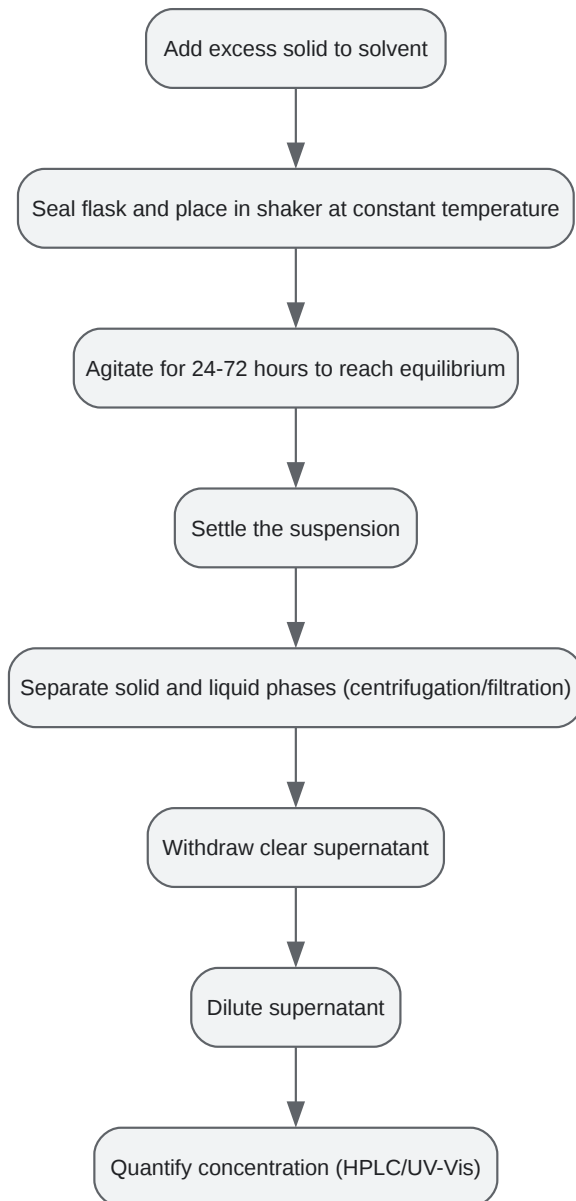 Add excess solid to solvent
Seal flask and place in shaker at constant temperature
Agitate for 24-72 hours to reach equilibrium
Settle the suspension
Separate solid and liquid phases (centrifugation/filtration)
Withdraw clear supernatant
Dilute supernatant
Quantify concentration (HPLC/UV-Vis)